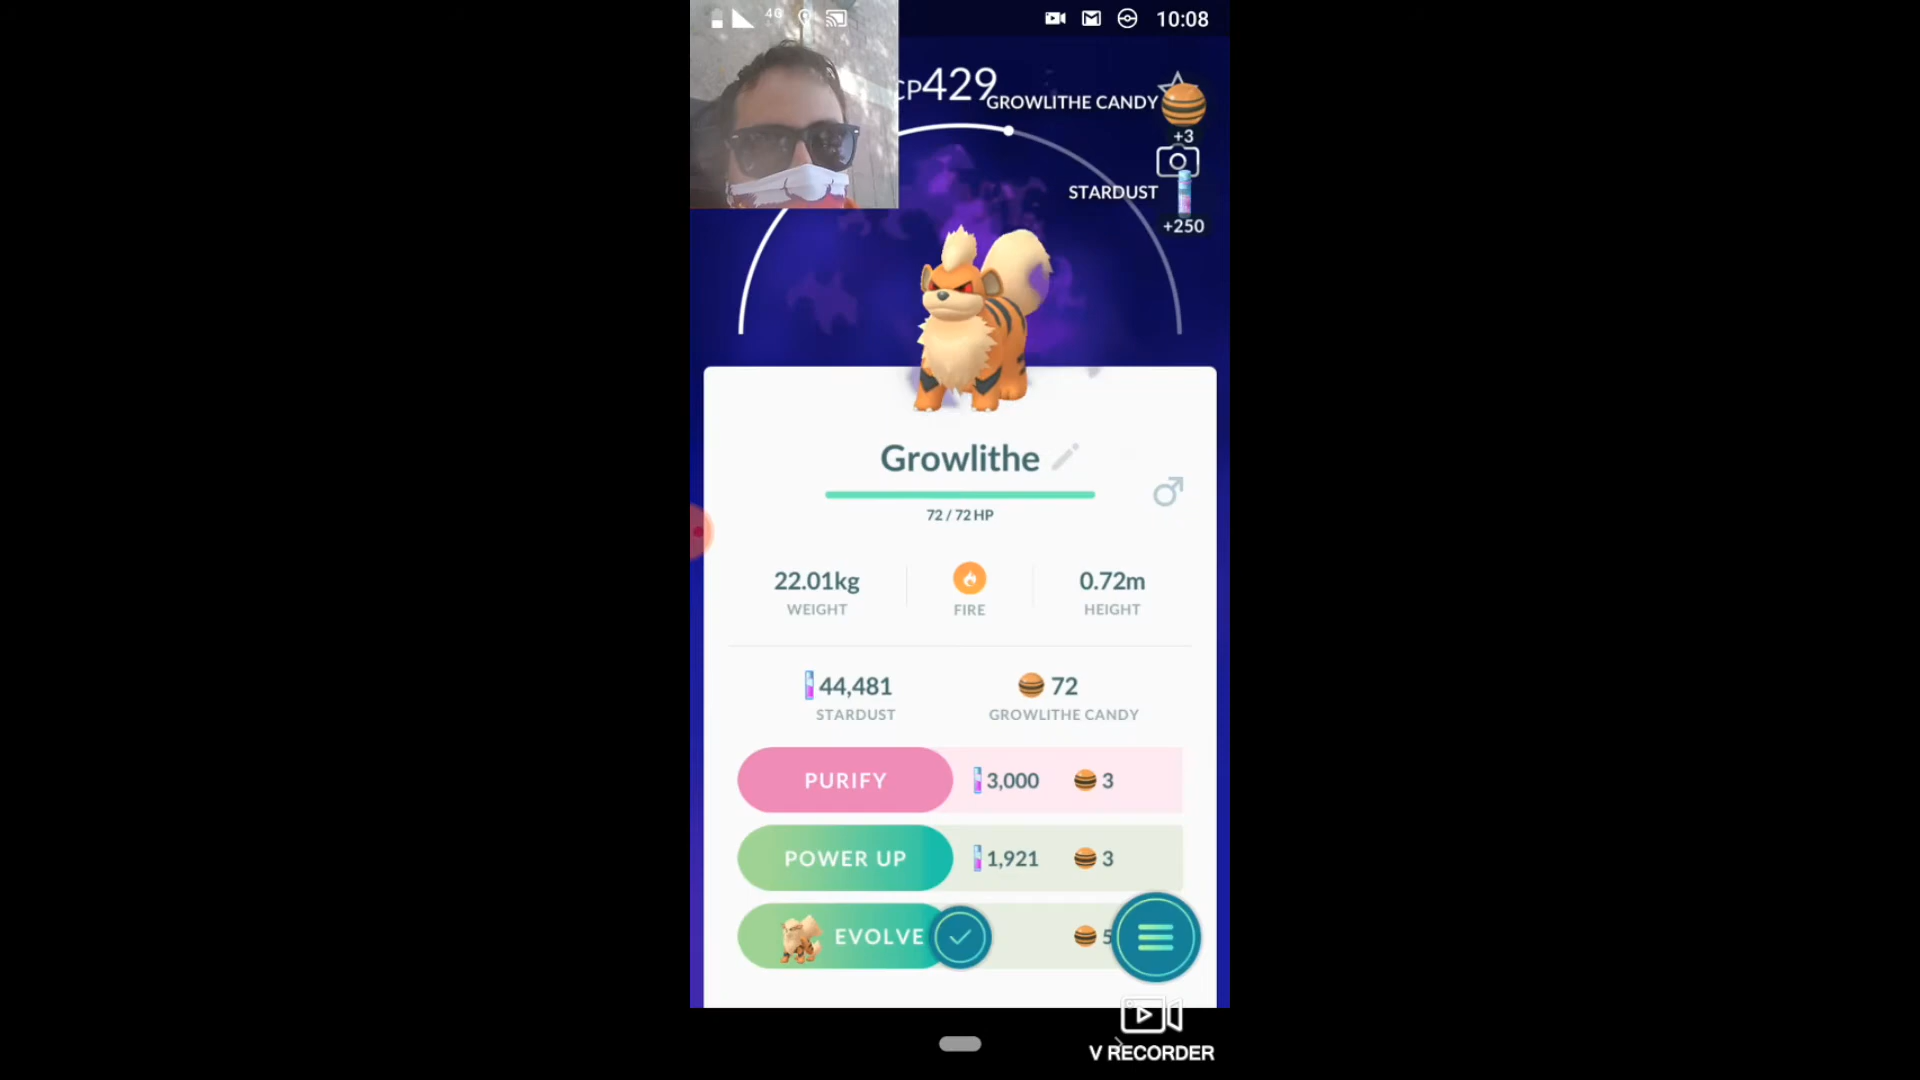 4G 10:08
CP429
GROWLITHE CANDY
+3
STARDUST
+250
Growlithe
72 / 72 HP
22.01kg
WEIGHT
FIRE
0.72m
HEIGHT
44,481
STARDUST
72
GROWLITHE CANDY
PURIFY 3,000 3
POWER UP 1,921 3
EVOLVE 5
V RECORDER